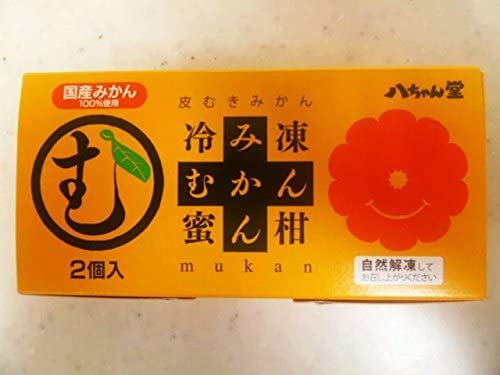 国産みかん
100%使用
む
2個入
皮むきみかん
冷み凍
むかん
蜜ん柑
mukan
八ちゃん堂
自然解凍して
お召し上がりください